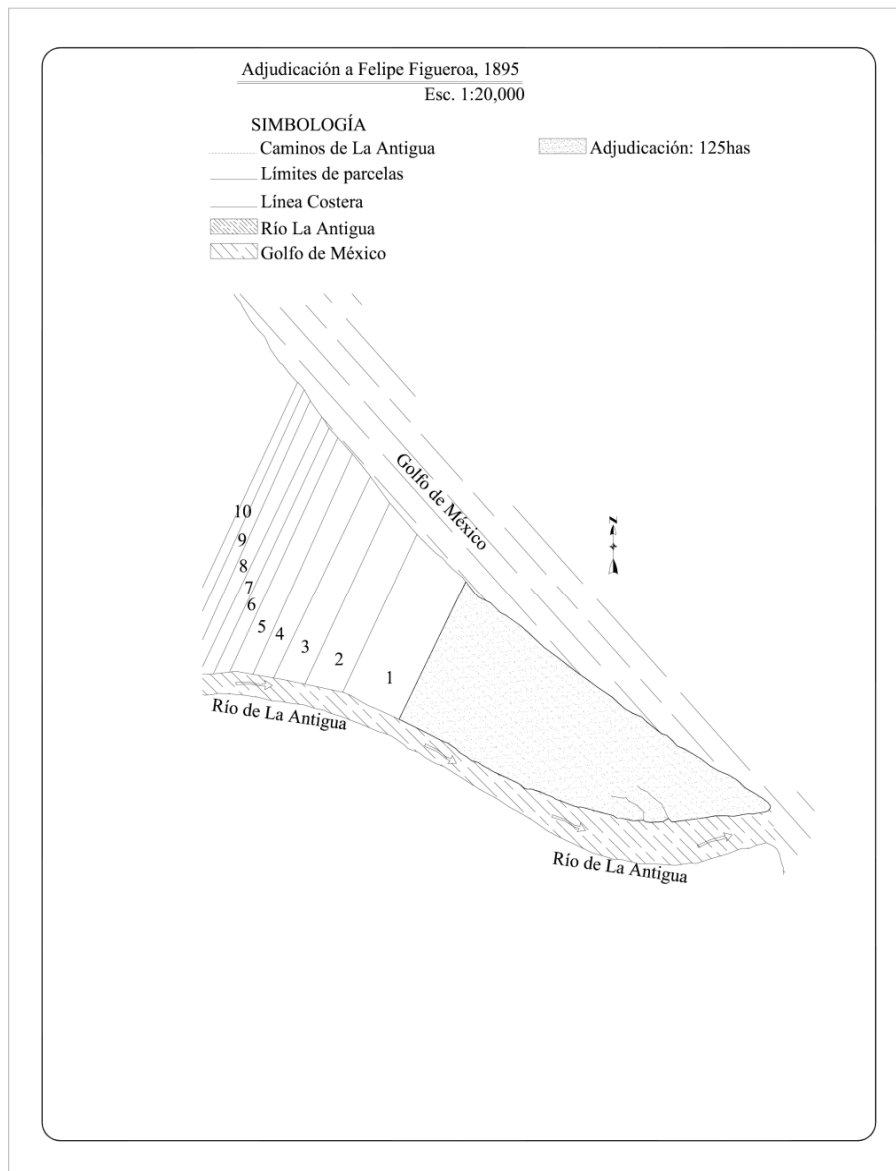 Adjudicación a Felipe Figueroa, 1895
Esc. 1:20,000
SIMBOLOGÍA
Caminos de La Antigua
Adjudicación: 125has
Límites de parcelas
Línea Costera
Río La Antigua
Golfo de México
Golfo de México
N
10
9
8
7
6
5
4
3
2
1
Río de La Antigua
Río de La Antigua